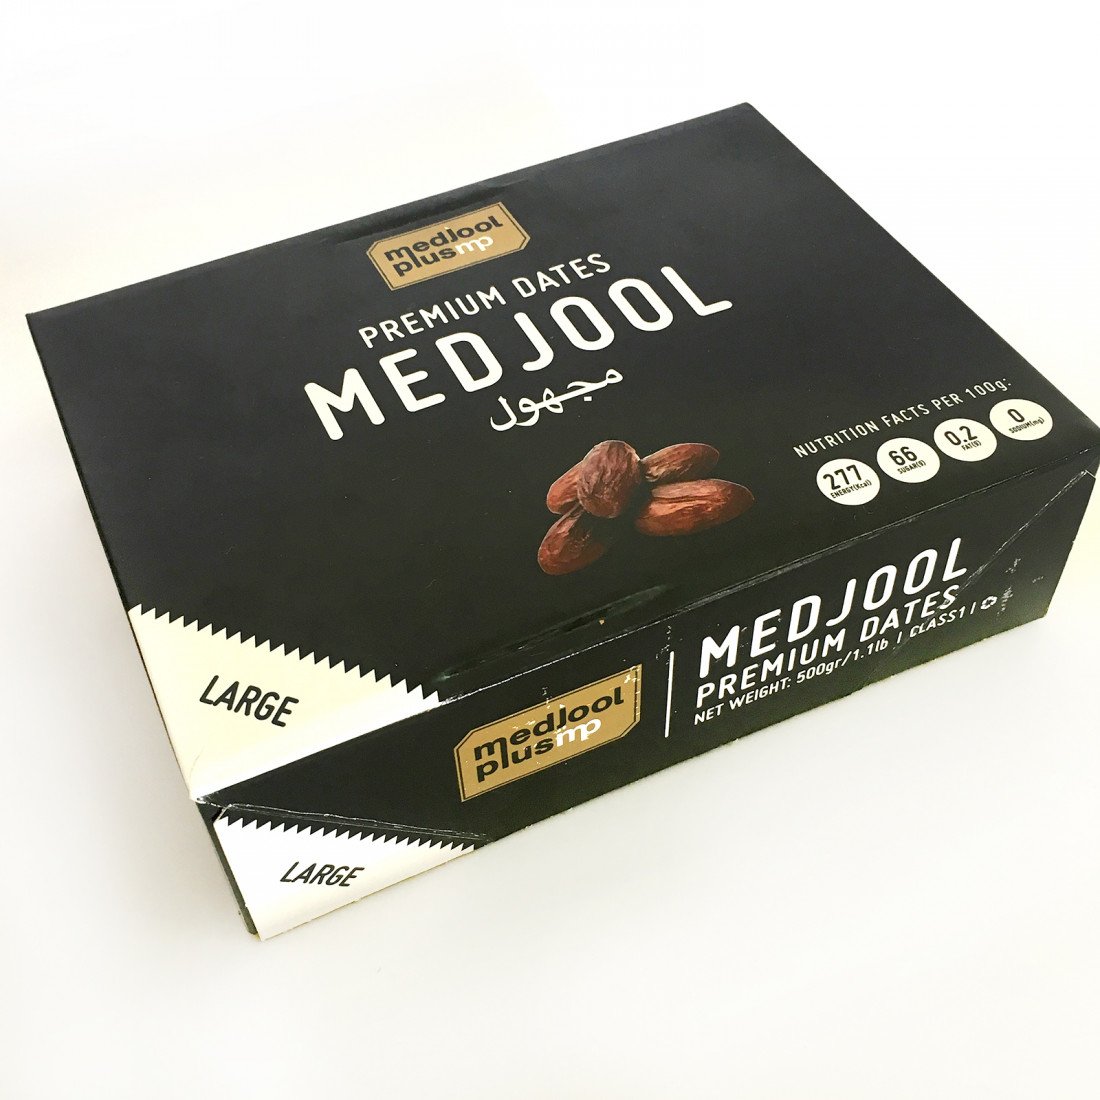 medjool
plus mp
PREMIUM DATES
MEDJOOL
مجهول
NUTRITION FACTS PER 100g:
277
ENERGY(Kcal)
66
SUGAR(g)
0.2
FAT(g)
0
SODIUM(mg)
LARGE
medjool
plus mp
MEDJOOL
PREMIUM DATES
NET WEIGHT: 500gr/1.1lb | CLASS1 |
LARGE